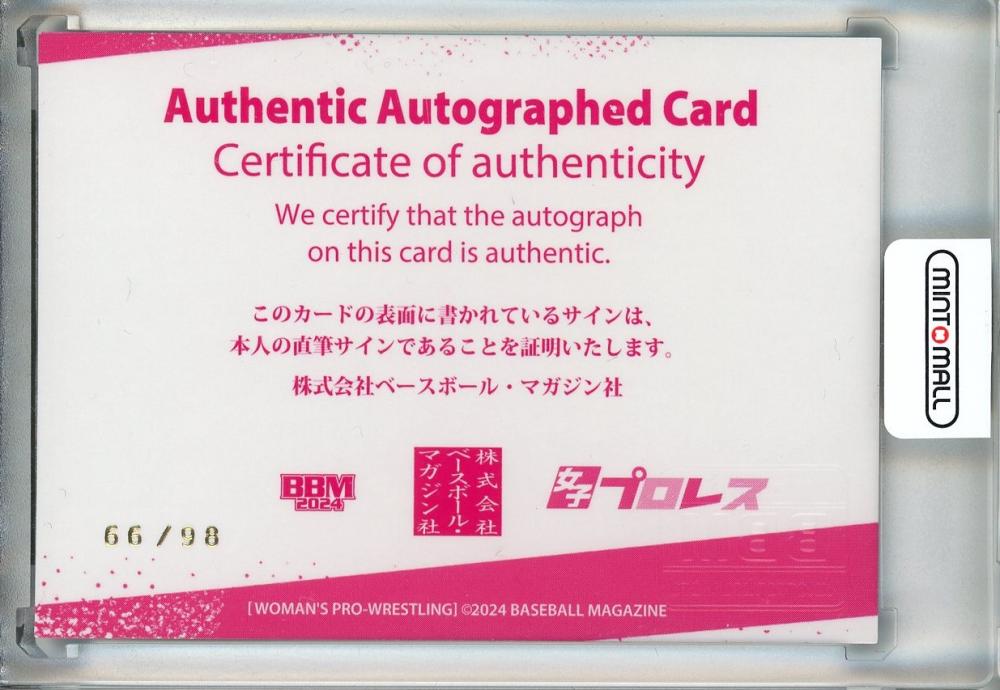 Authentic Autographed Card
Certificate of authenticity
We certify that the autograph
on this card is authentic.
このカードの表面に書かれているサインは、
本人の直筆サインであることを証明いたします。
株式会社ベースボール・マガジン社
BBM
2024
株式会社
ベースボール・
マガジン社
女子プロレス
66/98
[WOMAN'S PRO-WRESTLING] ©2024 BASEBALL MAGAZINE
MINTOMALL